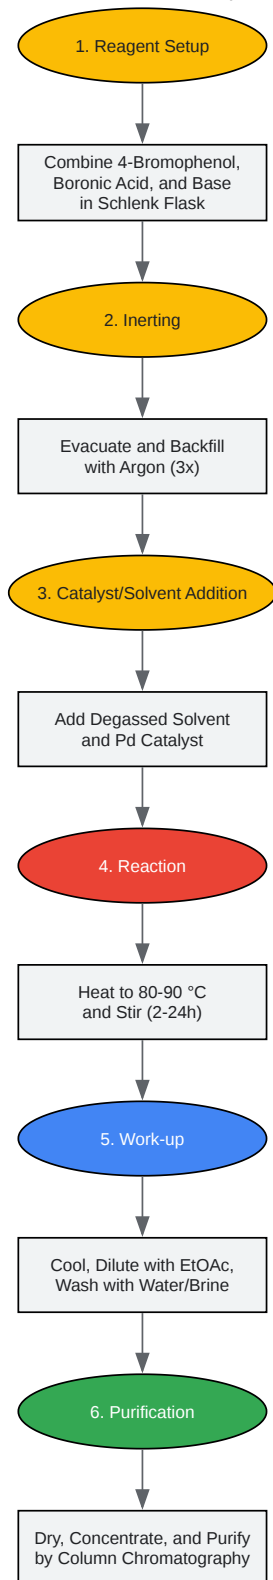 1. Reagent Setup
Combine 4-Bromophenol,
Boronic Acid, and Base
in Schlenk Flask
2. Inerting
Evacuate and Backfill
with Argon (3x)
3. Catalyst/Solvent Addition
Add Degassed Solvent
and Pd Catalyst
4. Reaction
Heat to 80-90 °C
and Stir (2-24h)
5. Work-up
Cool, Dilute with EtOAc,
Wash with Water/Brine
6. Purification
Dry, Concentrate, and Purify
by Column Chromatography